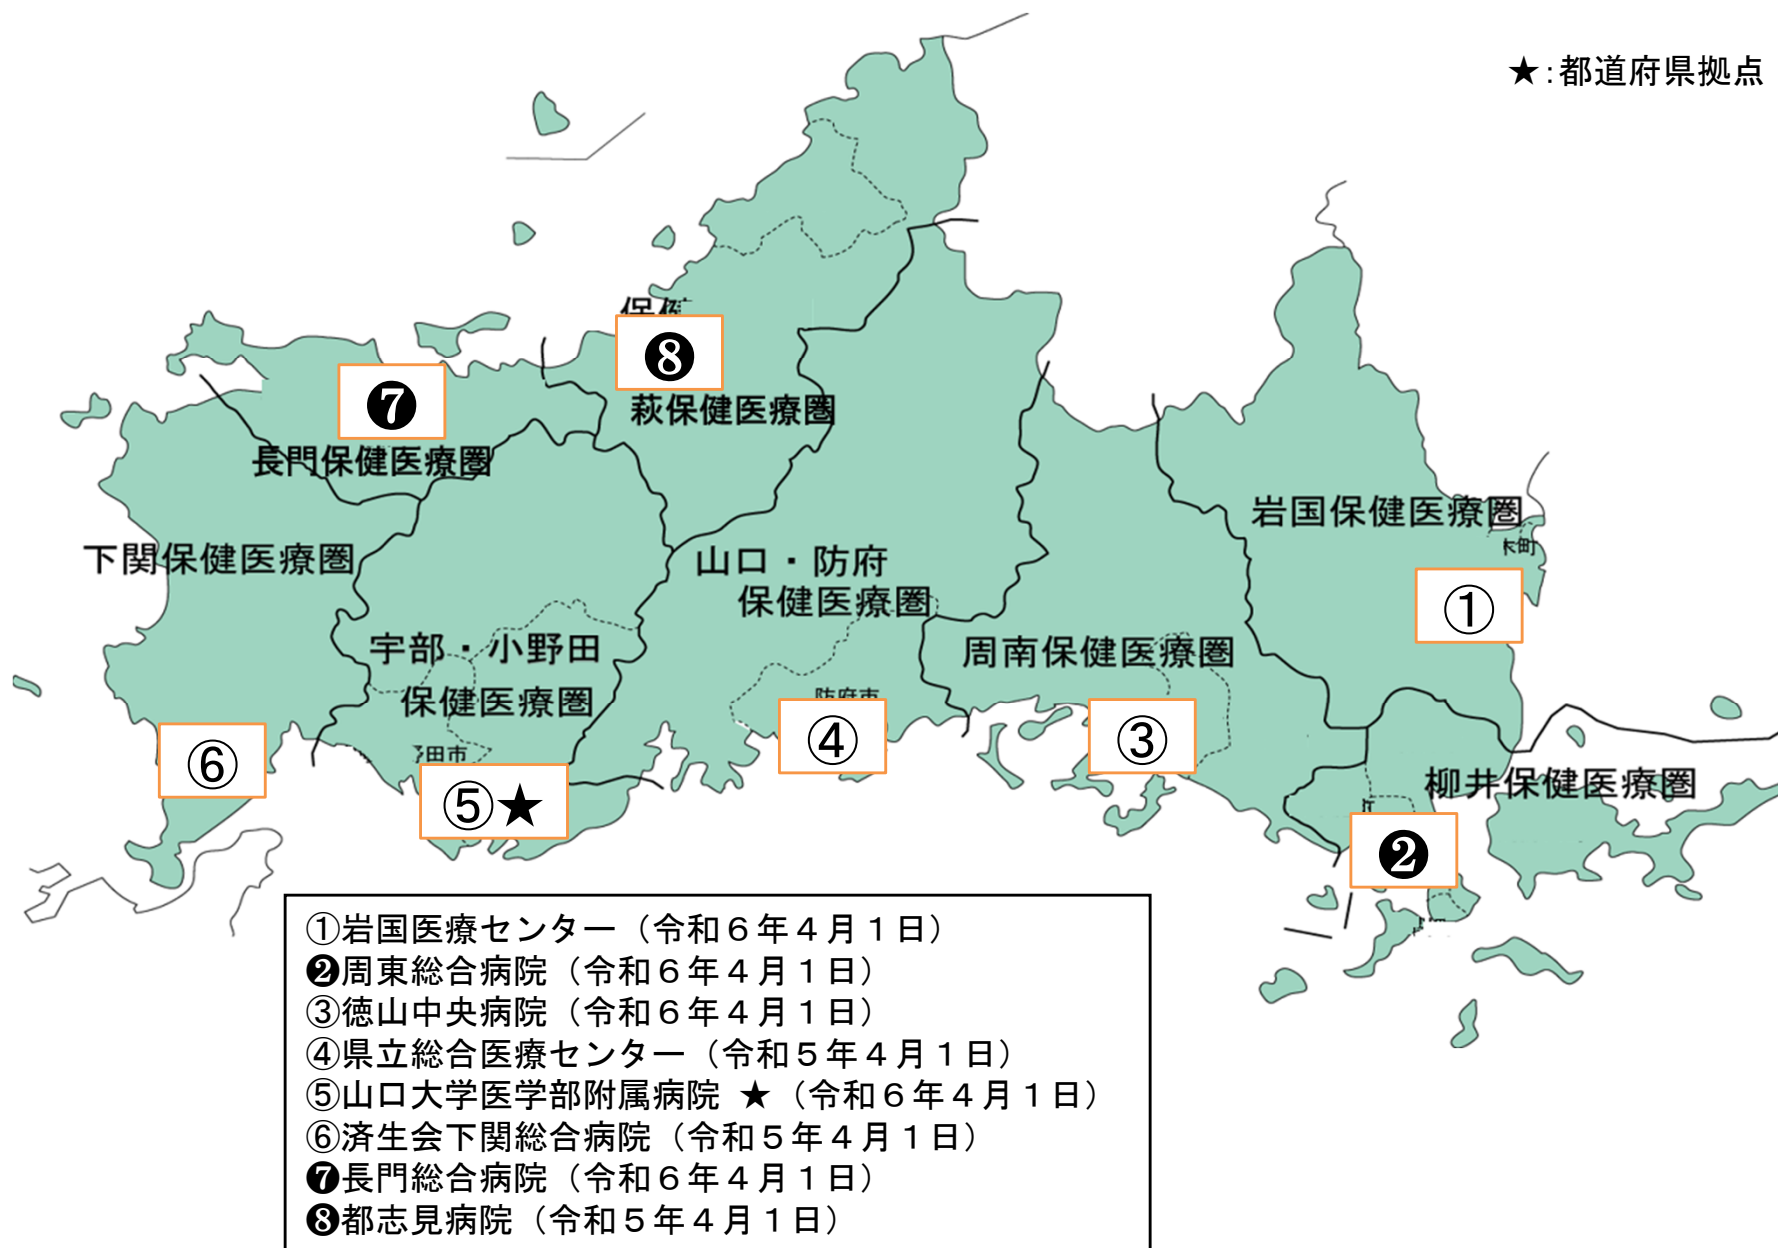 ★：都道府県拠点
保健
❽
萩保健医療圏
❼
長門保健医療圏
岩国保健医療圏
町
①
下関保健医療圏
山口・防府
保健医療圏
宇部・小野田
保健医療圏
周南保健医療圏
防府市
④
③
⑥
田市
⑤★
柳井保健医療圏
❷
①岩国医療センター（令和６年４月１日）
❷周東総合病院（令和６年４月１日）
③徳山中央病院（令和６年４月１日）
④県立総合医療センター（令和５年４月１日）
⑤山口大学医学部附属病院 ★（令和６年４月１日）
⑥済生会下関総合病院（令和５年４月１日）
❼長門総合病院（令和６年４月１日）
❽都志見病院（令和５年４月１日）